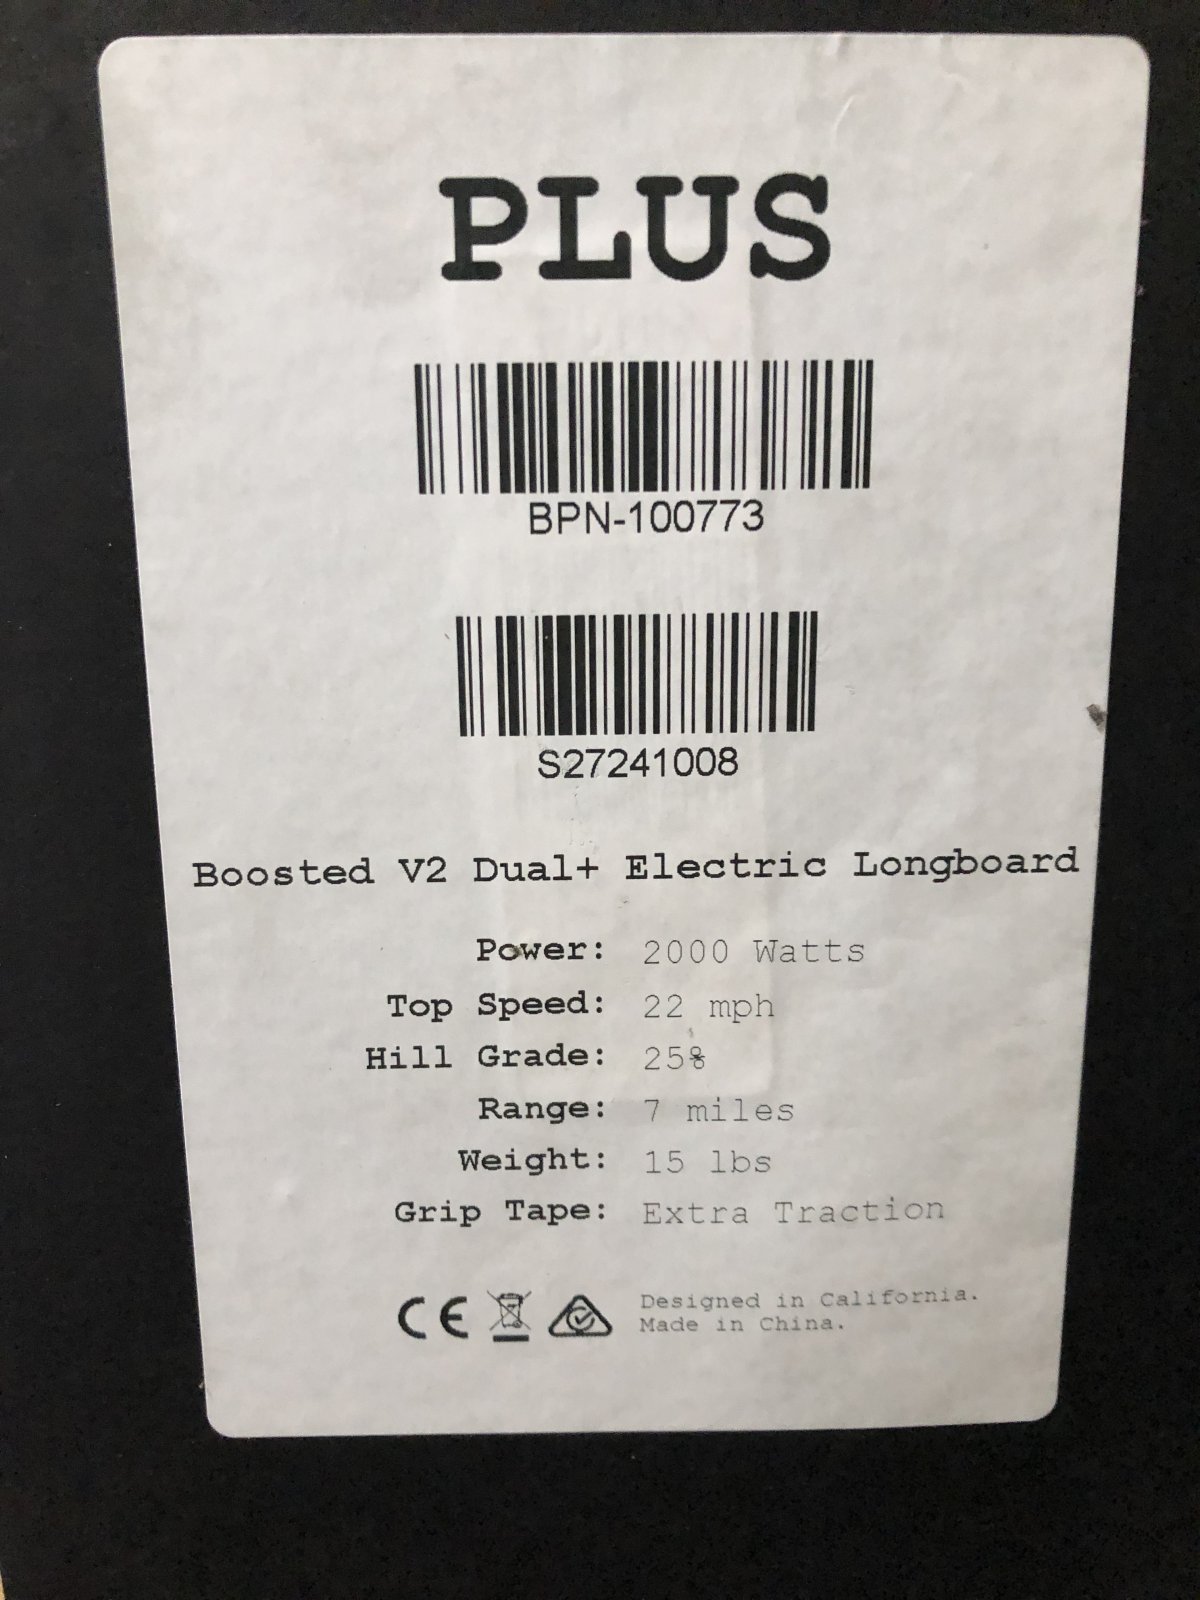 PLUS
BPN-100773
S27241008
Boosted V2 Dual+ Electric Longboard
Power: 2000 Watts
Top Speed: 22 mph
Hill Grade: 25%
Range: 7 miles
Weight: 15 lbs
Grip Tape: Extra Traction
CE Designed in California.
Made in China.